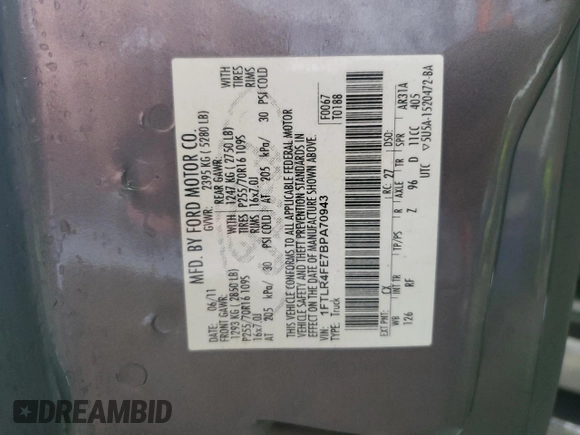 MFD. BY FORD MOTOR CO.
DATE: 06/11 GVWR: 2395 KG ( 5280 LB)
FRONT GAWR: REAR GAWR:
1293 KG ( 2850 LB) 1247 KG ( 2750 LB) WITH
P255/70R16 109S WITH TIRES P255/70R16 109S TIRES
16x7.0J RIMS 16x7.0J RIMS
AT 205 kPa/ 30 PSI COLD AT 205 kPa/ 30 PSI COLD
THIS VEHICLE CONFORMS TO ALL APPLICABLE FEDERAL MOTOR
VEHICLE SAFETY AND THEFT PREVENTION STANDARDS IN
EFFECT ON THE DATE OF MANUFACTURE SHOWN ABOVE.
VIN: 1FTLR4FE7BPA70943 F0067
TYPE: Truck T0188
EXT PNT: CX RC: 27 DSO:
WB INT TR TP/PS R AXLE TR SPR AR31A
126 RF Z 96 D 11CC 405
UTC ▽5U5A-1520472-BA
DREAMBID